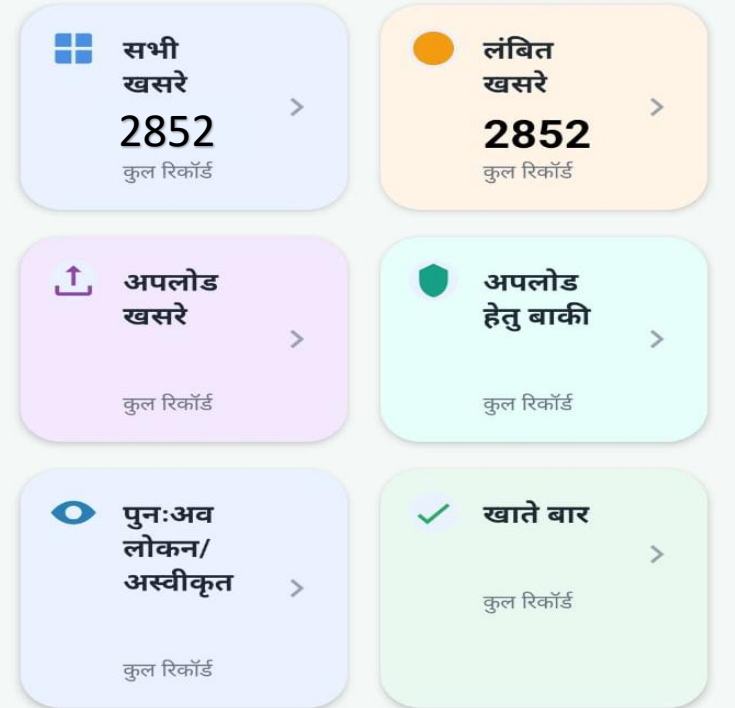 सभी
खसरे
2852
कुल रिकॉर्ड
लंबित
खसरे
2852
कुल रिकॉर्ड
अपलोड
खसरे
कुल रिकॉर्ड
अपलोड
हेतु बाकी
कुल रिकॉर्ड
पुनःअव
लोकन/
अस्वीकृत
कुल रिकॉर्ड
खाते बार
कुल रिकॉर्ड